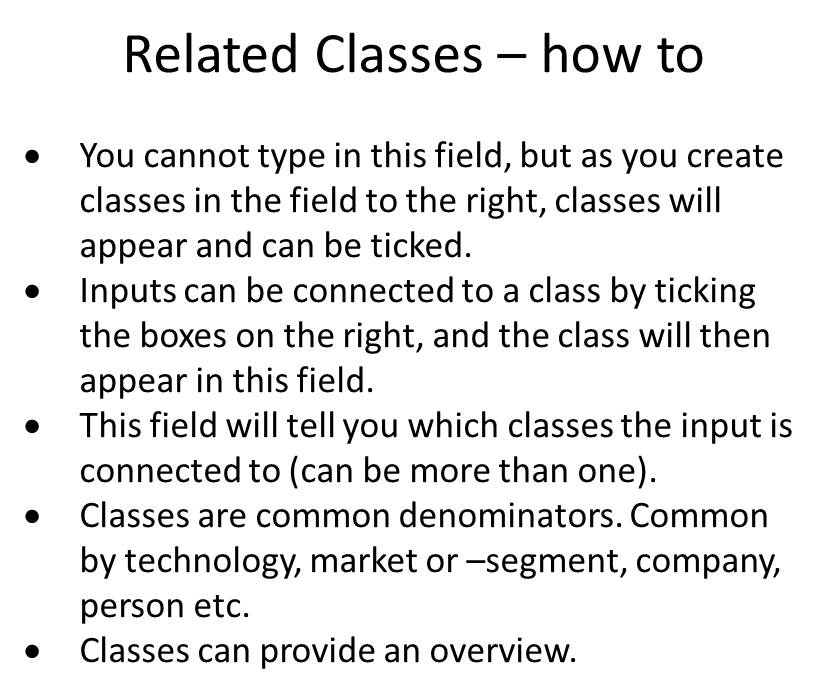 Related Classes – how to
• You cannot type in this field, but as you create
classes in the field to the right, classes will
appear and can be ticked.
• Inputs can be connected to a class by ticking
the boxes on the right, and the class will then
appear in this field.
• This field will tell you which classes the input is
connected to (can be more than one).
• Classes are common denominators. Common
by technology, market or –segment, company,
person etc.
• Classes can provide an overview.